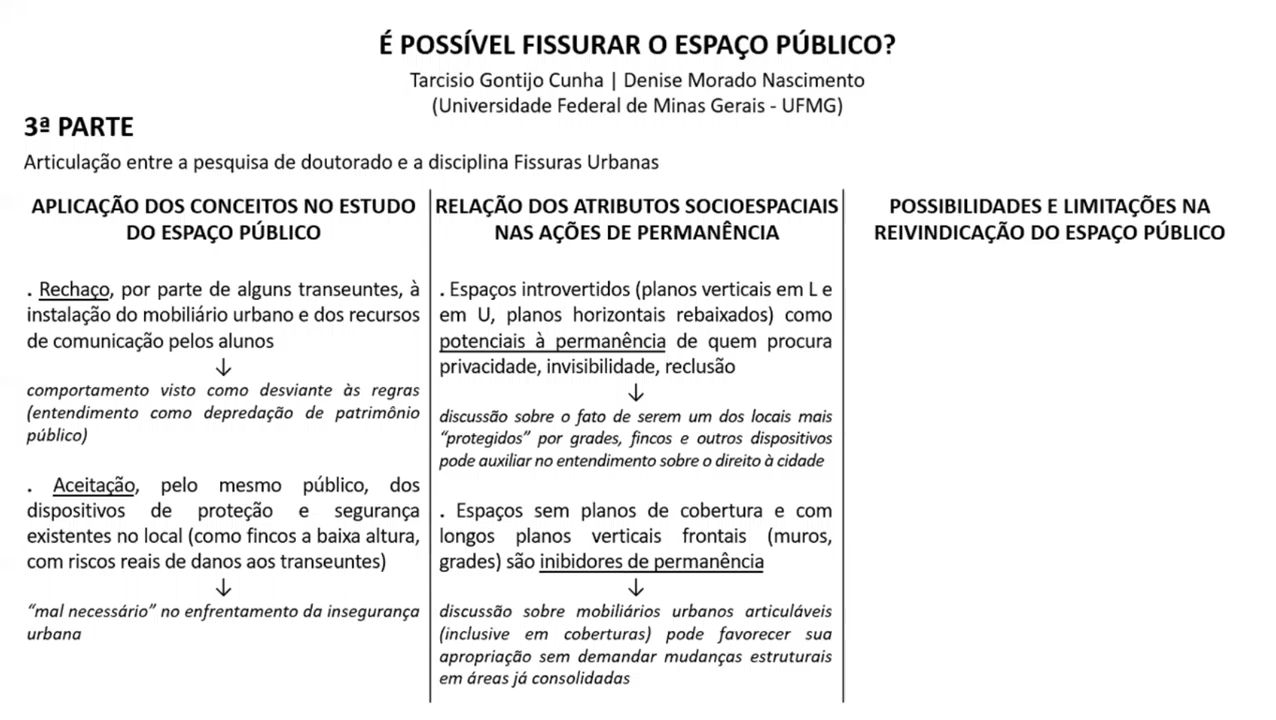 É POSSÍVEL FISSURAR O ESPAÇO PÚBLICO?
Tarcisio Gontijo Cunha | Denise Morado Nascimento
(Universidade Federal de Minas Gerais - UFMG)
3ª PARTE
Articulação entre a pesquisa de doutorado e a disciplina Fissuras Urbanas
APLICAÇÃO DOS CONCEITOS NO ESTUDO
DO ESPAÇO PÚBLICO
. Rechaço, por parte de alguns transeuntes, à
instalação do mobiliário urbano e dos recursos
de comunicação pelos alunos
↓
comportamento visto como desviante às regras
(entendimento como depredação de patrimônio
público)
. Aceitação, pelo mesmo público, dos
dispositivos de proteção e segurança
existentes no local (como fincos a baixa altura,
com riscos reais de danos aos transeuntes)
↓
“mal necessário” no enfrentamento da insegurança
urbana
RELAÇÃO DOS ATRIBUTOS SOCIOESPACIAIS
NAS AÇÕES DE PERMANÊNCIA
. Espaços introvertidos (planos verticais em L e
em U, planos horizontais rebaixados) como
potenciais à permanência de quem procura
privacidade, invisibilidade, reclusão
↓
discussão sobre o fato de serem um dos locais mais
“protegidos” por grades, fincos e outros dispositivos
pode auxiliar no entendimento sobre o direito à cidade
. Espaços sem planos de cobertura e com
longos planos verticais frontais (muros,
grades) são inibidores de permanência
↓
discussão sobre mobiliários urbanos articuláveis
(inclusive em coberturas) pode favorecer sua
apropriação sem demandar mudanças estruturais
em áreas já consolidadas
POSSIBILIDADES E LIMITAÇÕES NA
REIVINDICAÇÃO DO ESPAÇO PÚBLICO